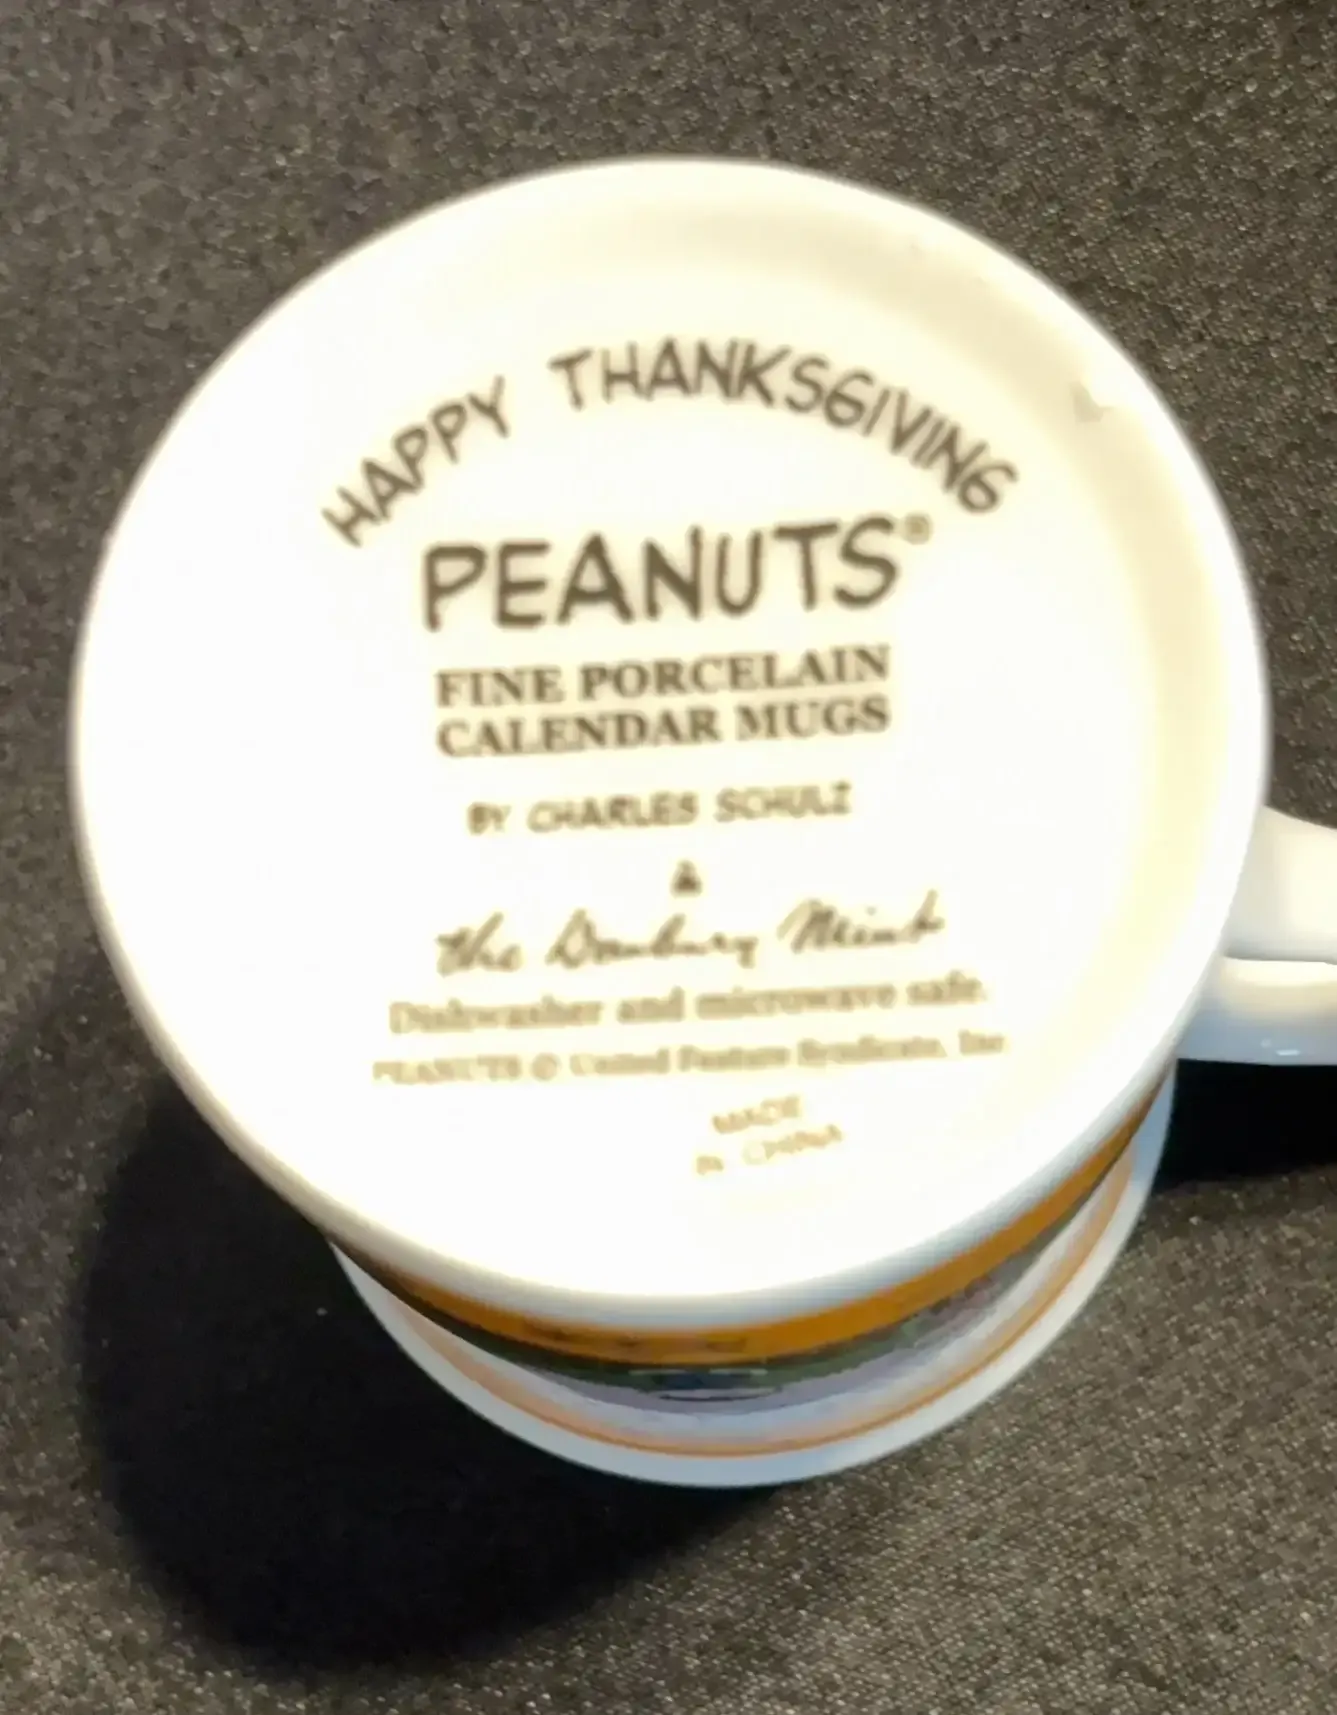 HAPPY THANKSGIVING
PEANUTS®
FINE PORCELAIN
CALENDAR MUGS
BY CHARLES SCHULZ
&
The Danbury Mint
Dishwasher and microwave safe.
PEANUTS © United Feature Syndicate, Inc
MADE
IN CHINA